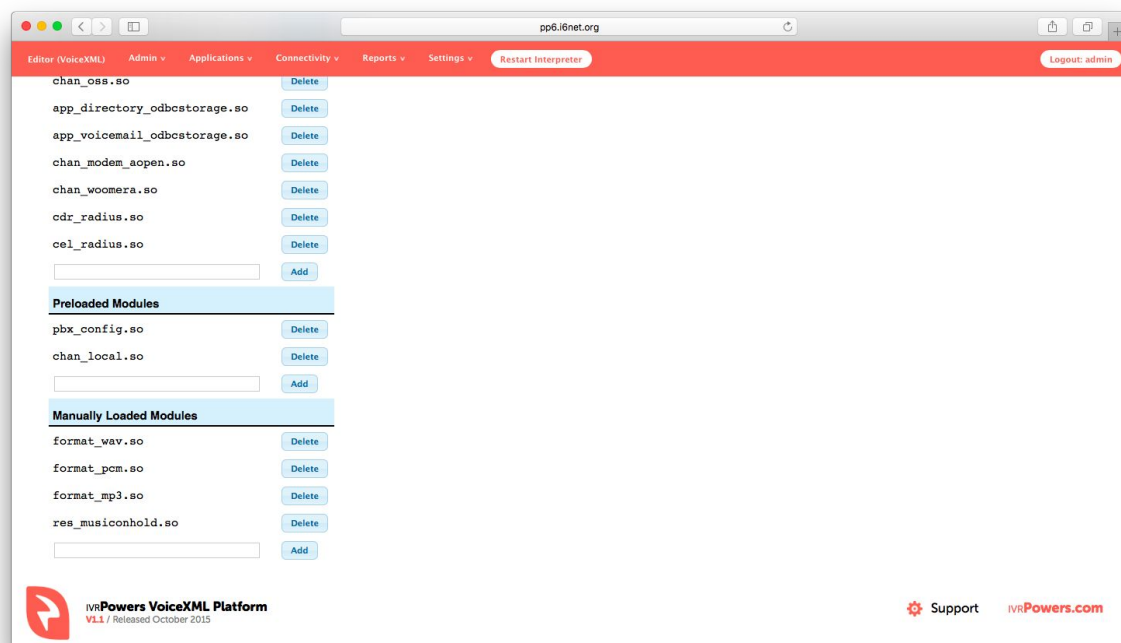 pp6.i6net.org
Editor (VoiceXML) Admin v Applications v Connectivity v Reports v Settings v Restart Interpreter Logout: admin
chan_oss.so Delete
app_directory_odbcstorage.so Delete
app_voicemail_odbcstorage.so Delete
chan_modem_aopen.so Delete
chan_woomera.so Delete
cdr_radius.so Delete
cel_radius.so Delete
Add
Preloaded Modules
pbx_config.so Delete
chan_local.so Delete
Add
Manually Loaded Modules
format_wav.so Delete
format_pcm.so Delete
format_mp3.so Delete
res_musiconhold.so Delete
Add
IVRPowers VoiceXML Platform
V1.1 / Released October 2015
Support IVRPowers.com